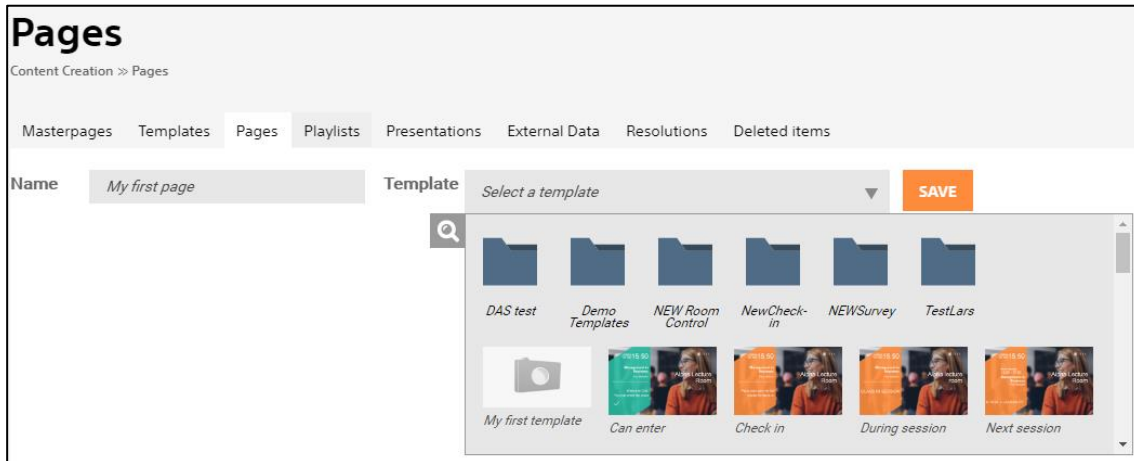 Pages
Content Creation >> Pages
Masterpages Templates Pages Playlists Presentations External Data Resolutions Deleted items
Name My first page Template Select a template SAVE
DAS test Demo Templates NEW Room Control NewCheck-in NEWSurvey TestLars
My first template Can enter Check in During session Next session